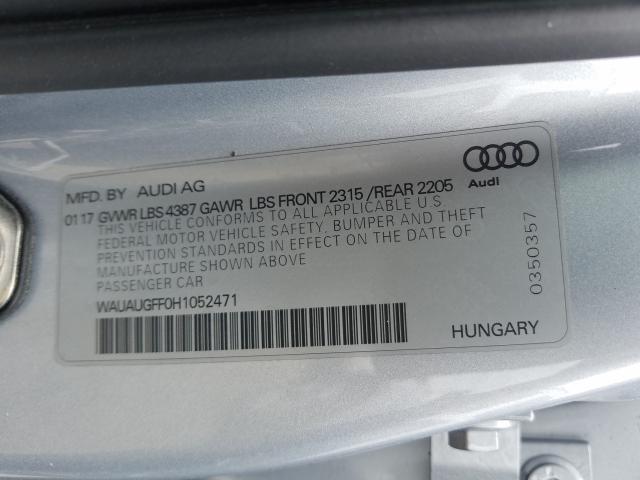 MFD. BY AUDI AG
Audi
01 17 GVWR LBS 4387 GAWR LBS FRONT 2315 / REAR 2205
THIS VEHICLE CONFORMS TO ALL APPLICABLE U.S.
FEDERAL MOTOR VEHICLE SAFETY. BUMPER AND THEFT
PREVENTION STANDARDS IN EFFECT ON THE DATE OF
MANUFACTURE SHOWN ABOVE
PASSENGER CAR
WAUAUGFF0H1052471
0350357
HUNGARY